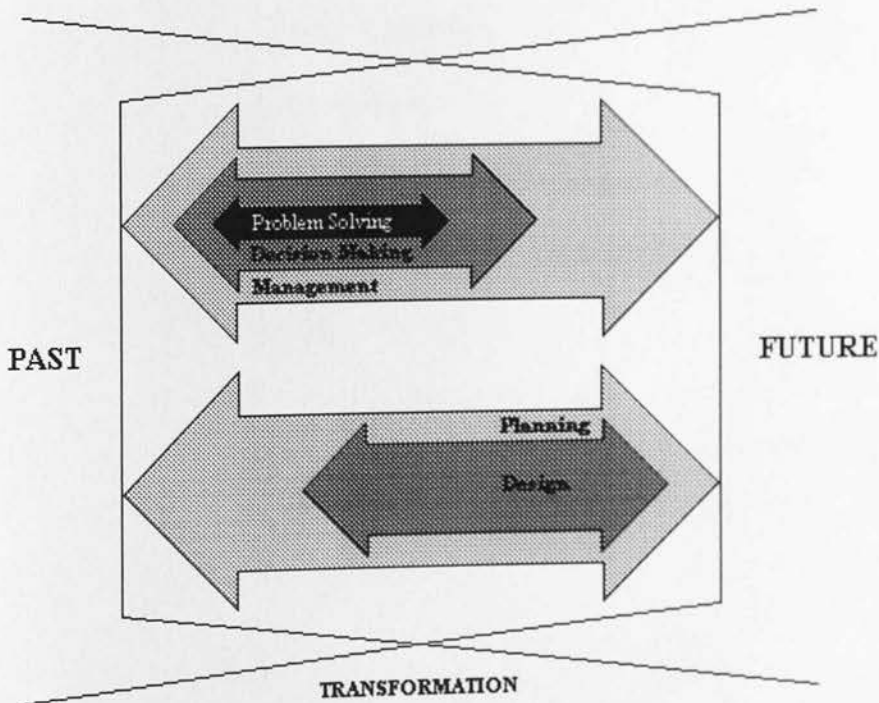 Problem Solving
Decision Making
Management
PAST
FUTURE
Planning
Design
TRANSFORMATION